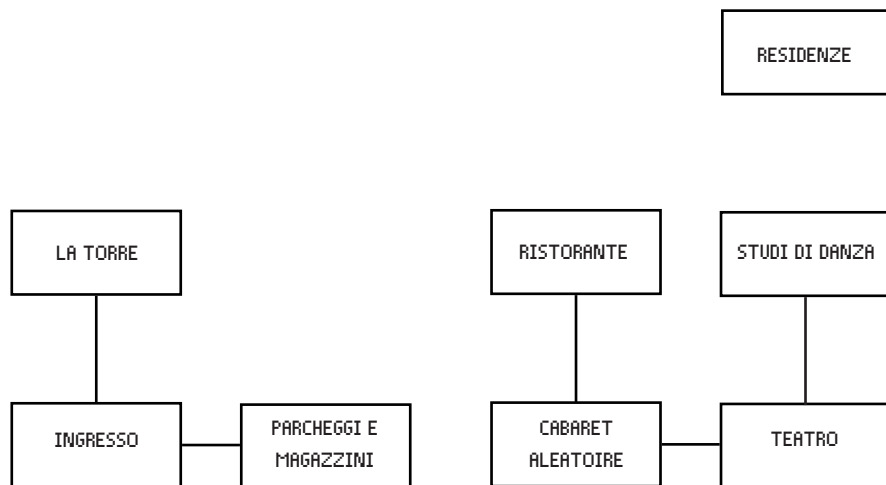 RESIDENZE
LA TORRE
RISTORANTE
STUDI DI DANZA
INGRESSO
PARCHEGGI E
MAGAZZINI
CABARET
ALEATOIRE
TEATRO